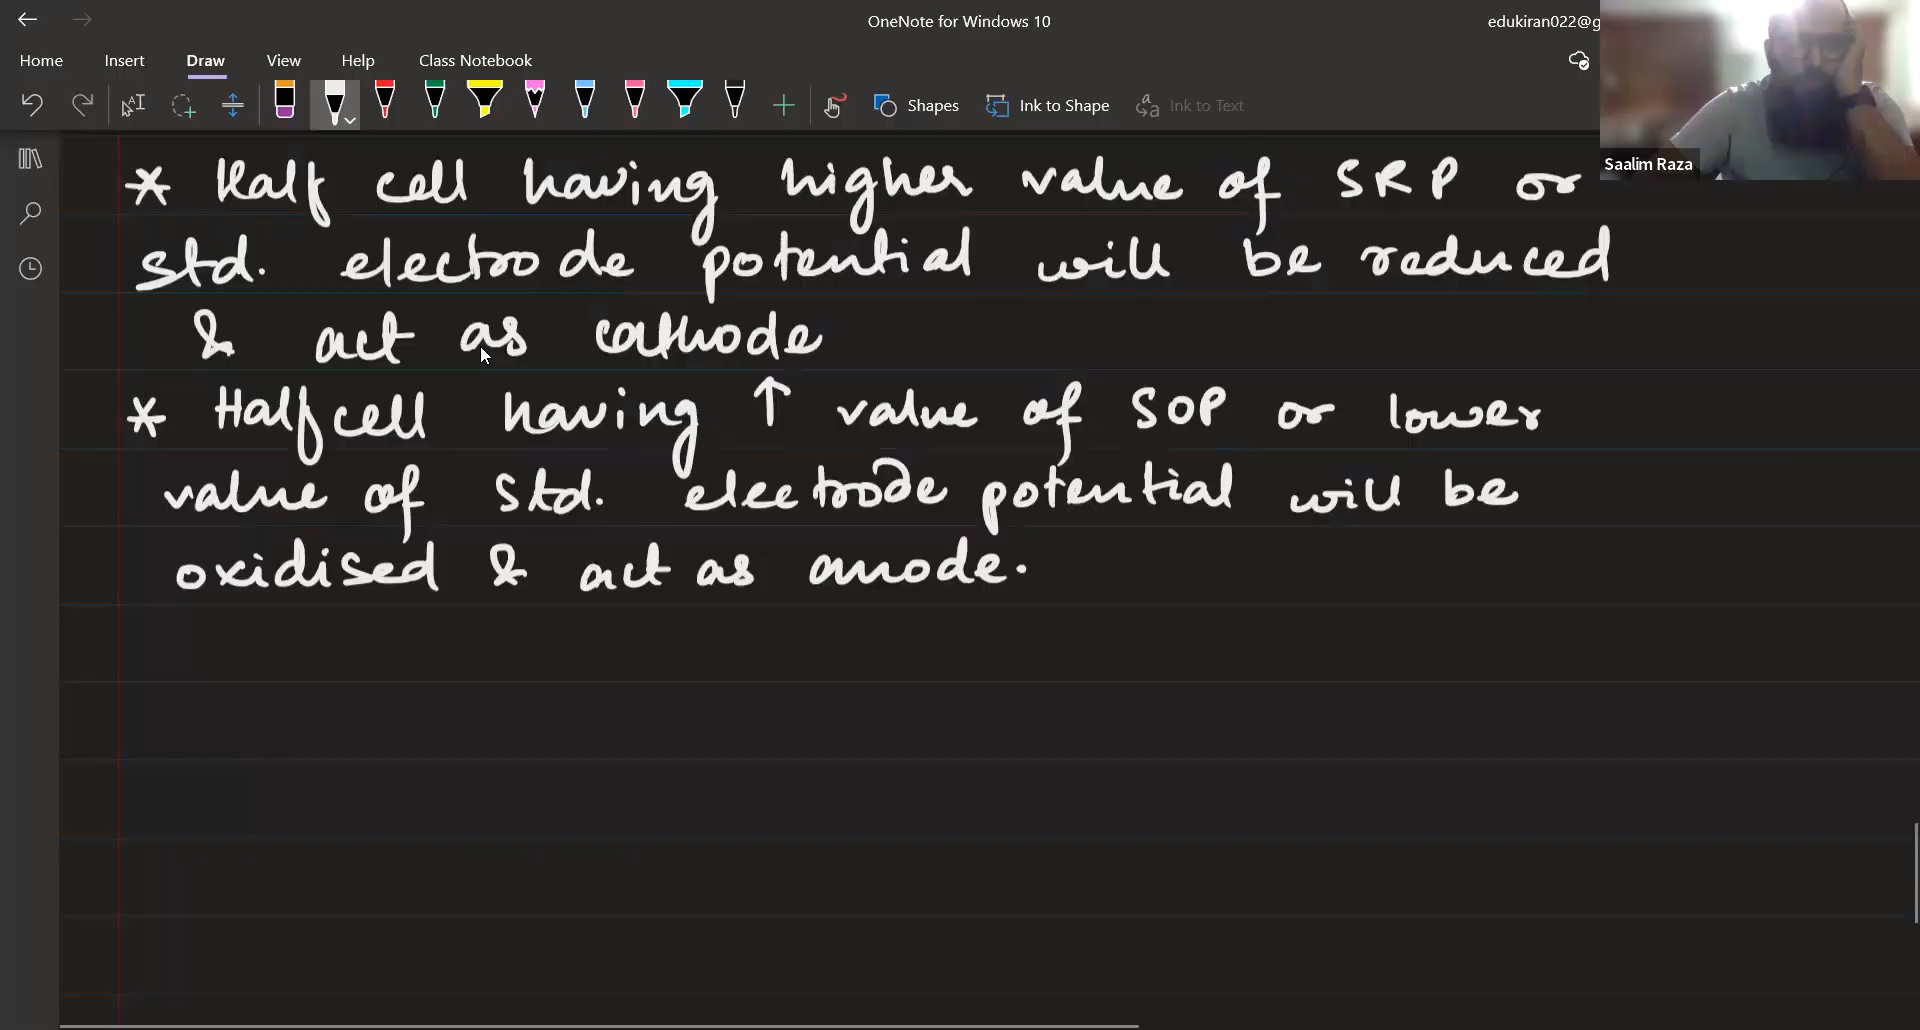 OneNote for Windows 10
edukiran022@g
Home Insert Draw View Help Class Notebook
Shapes Ink to Shape Ink to Text
Saalim Raza
* Half cell having higher value of SRP or
std. electrode potential will be reduced
& act as cathode
* Half cell having ↑ value of SOP or lower
value of std. electrode potential will be
oxidised & act as anode.